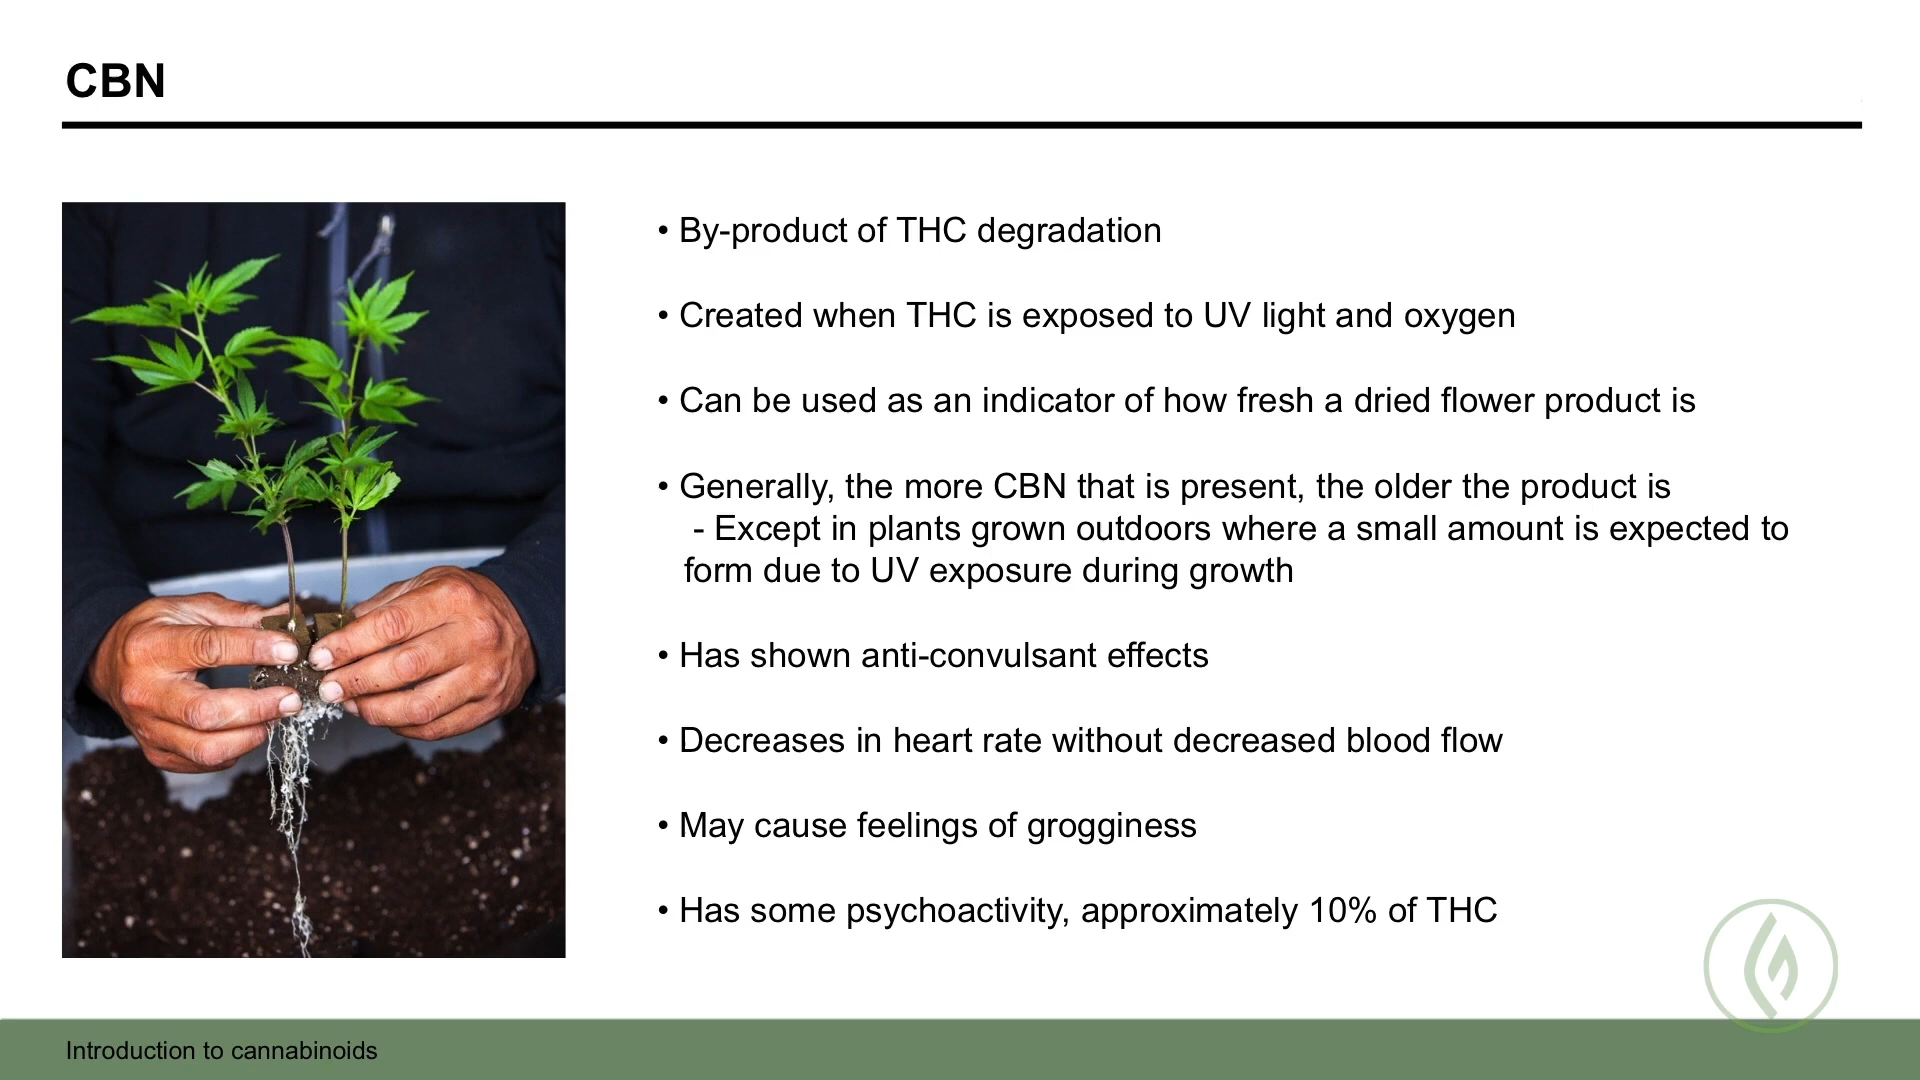 CBN
• By-product of THC degradation
• Created when THC is exposed to UV light and oxygen
• Can be used as an indicator of how fresh a dried flower product is
• Generally, the more CBN that is present, the older the product is
- Except in plants grown outdoors where a small amount is expected to
form due to UV exposure during growth
• Has shown anti-convulsant effects
• Decreases in heart rate without decreased blood flow
• May cause feelings of grogginess
• Has some psychoactivity, approximately 10% of THC
Introduction to cannabinoids